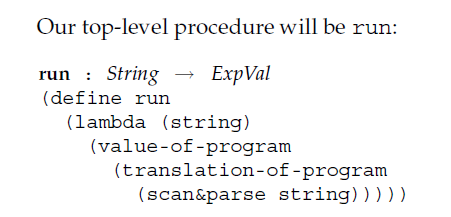 Our top-level procedure will be run:
run : String → ExpVal
(define run
(lambda (string)
(value-of-program
(translation-of-program
(scan&parse string)))))